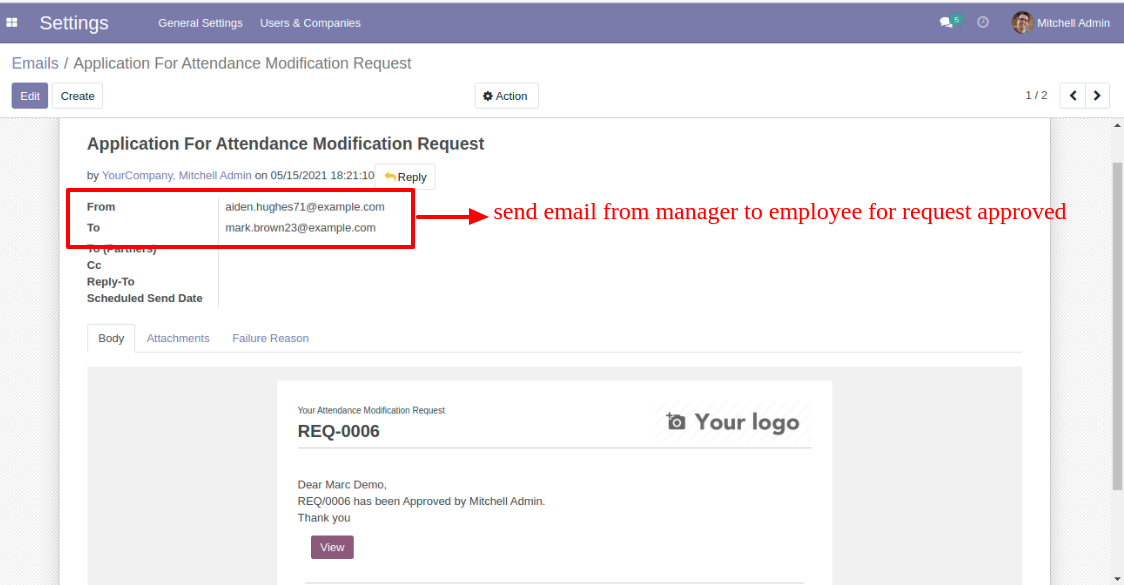 Settings General Settings Users & Companies 5 Mitchell Admin
Emails / Application For Attendance Modification Request
Edit Create Action 1 / 2
Application For Attendance Modification Request
by YourCompany, Mitchell Admin on 05/15/2021 18:21:10 Reply
From aiden.hughes71@example.com
send email from manager to employee for request approved
To mark.brown23@example.com
To (Partners)
Cc
Reply-To
Scheduled Send Date
Body Attachments Failure Reason
Your Attendance Modification Request
REQ-0006
Your logo
Dear Marc Demo,
REQ/0006 has been Approved by Mitchell Admin.
Thank you
View